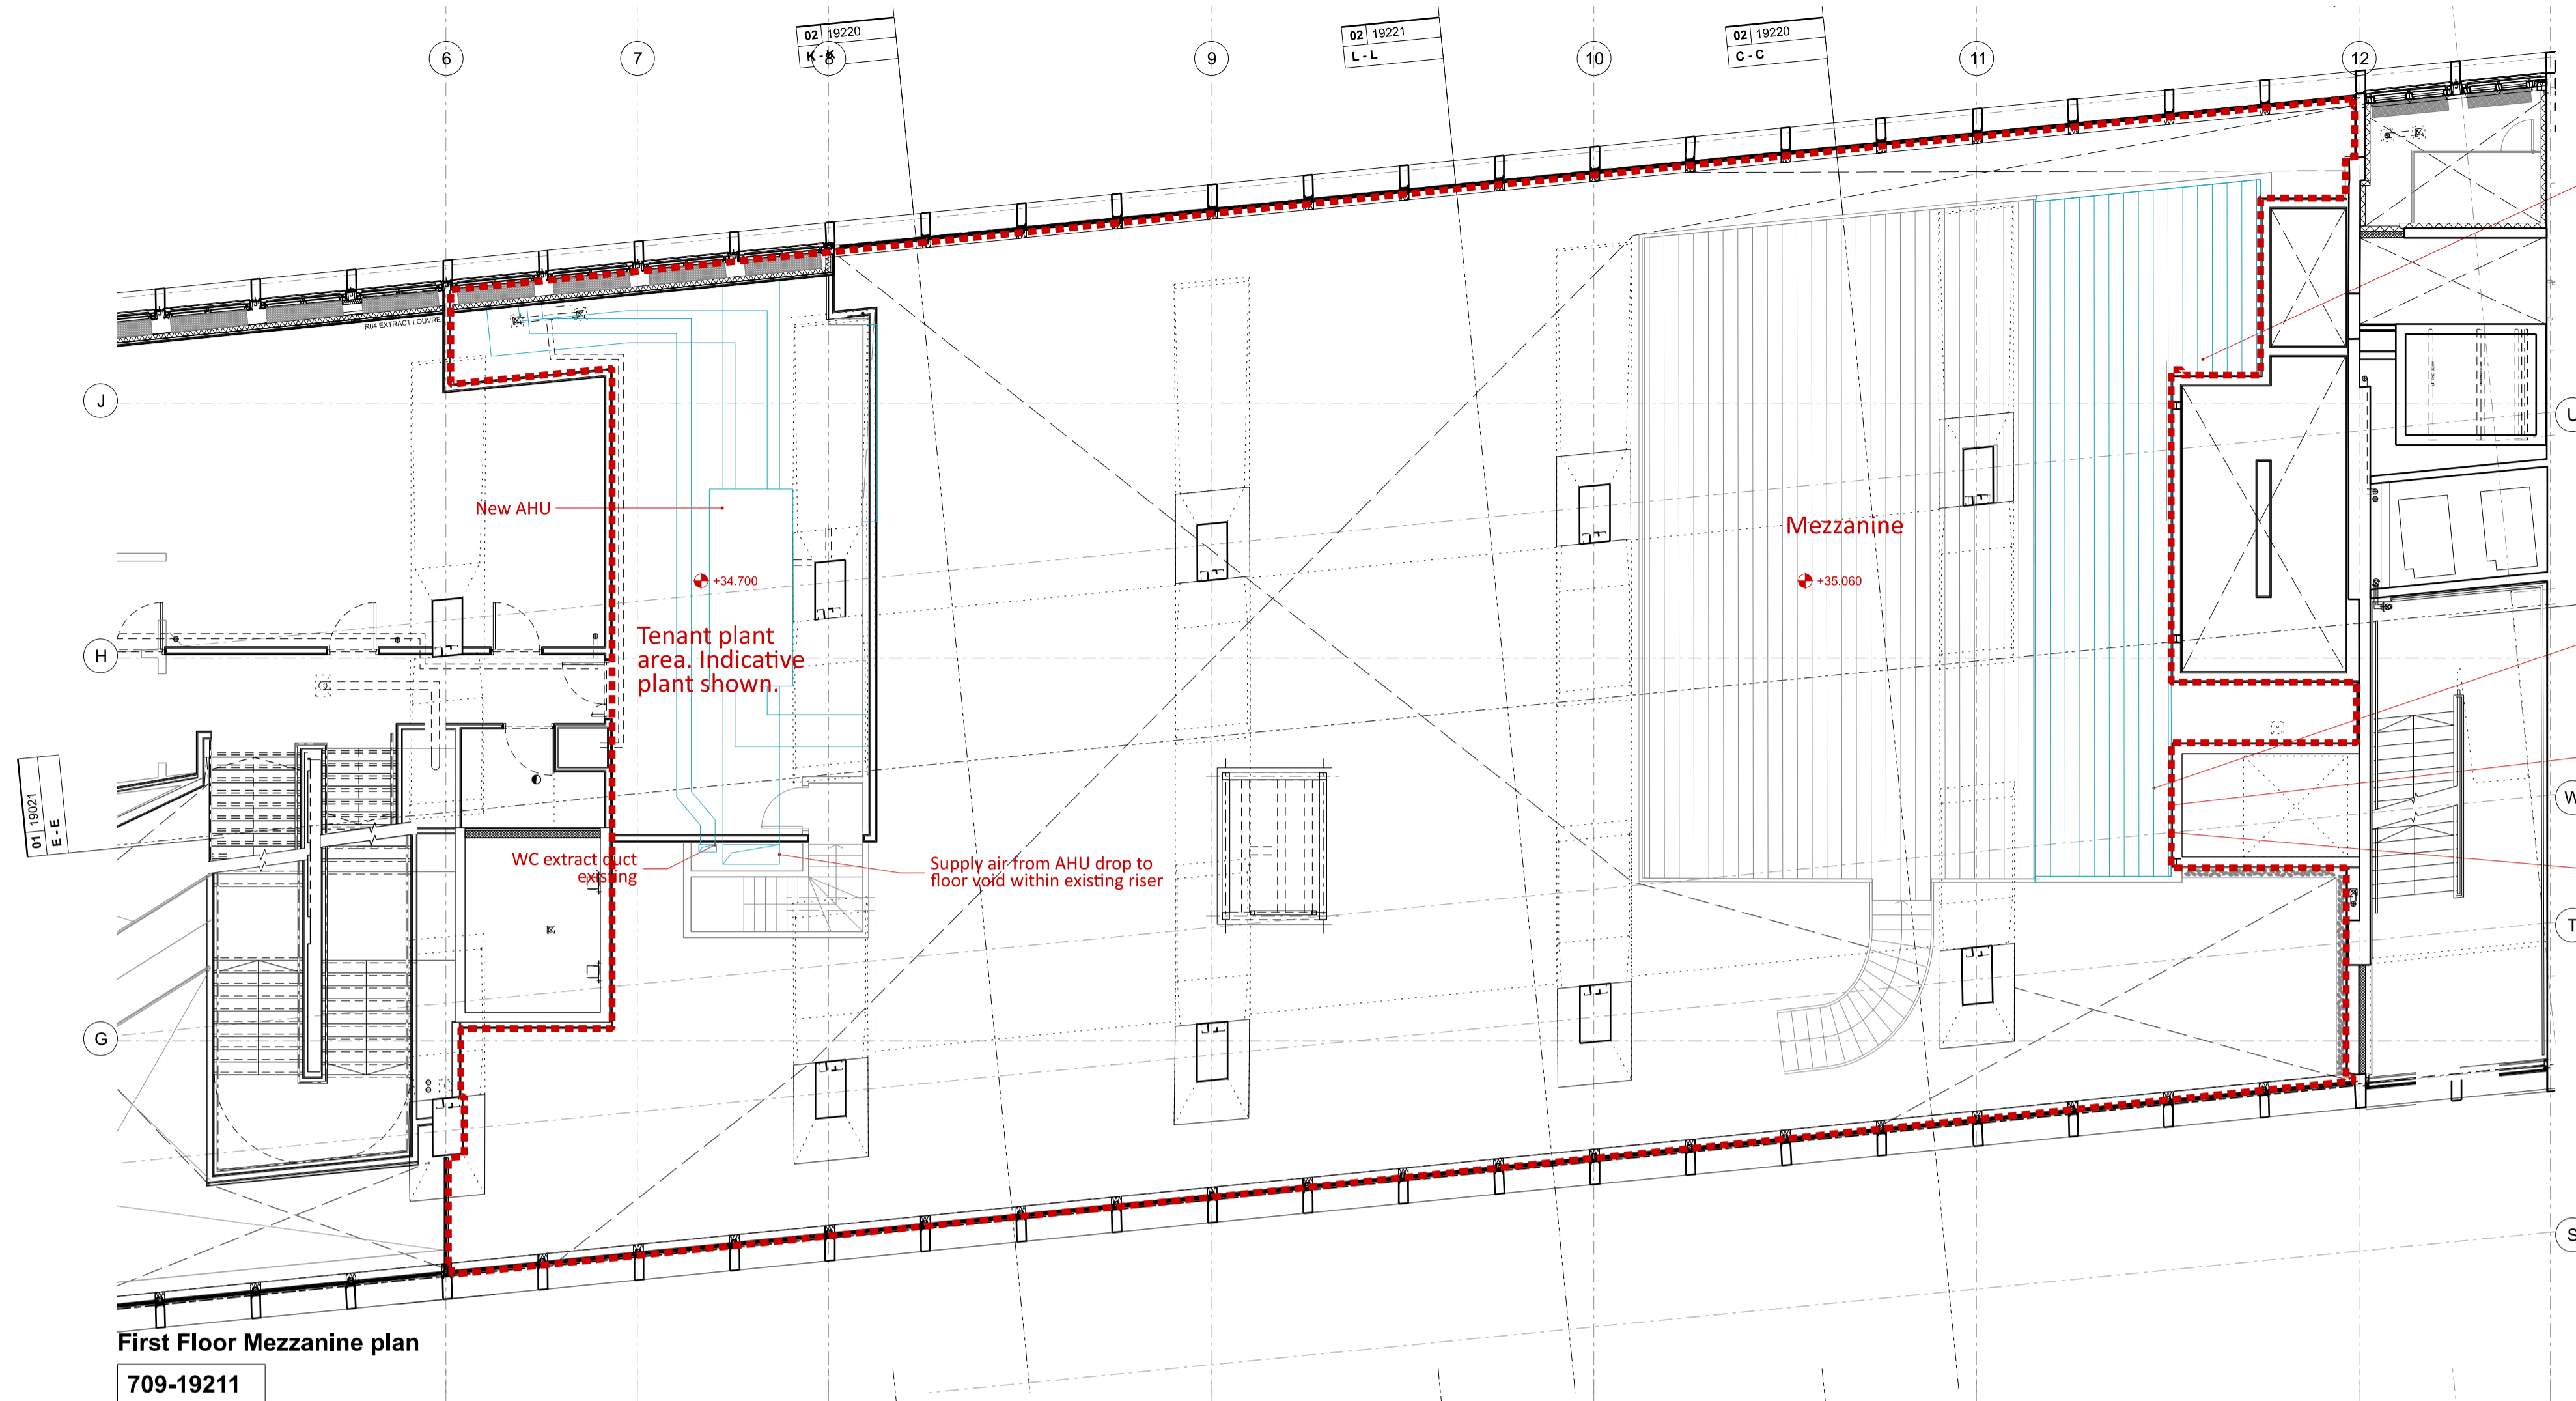 02 19220
K - K
02 19221
L - L
02 19220
C - C
6
7
8
9
10
11
12
R04 EXTRACT LOUVRE
J
U
New AHU
Mezzanine
+34.700
+35.060
Tenant plant
area. Indicative
plant shown.
H
01 19021
E - E
W
WC extract duct
existing
Supply air from AHU drop to
floor void within existing riser
T
G
S
First Floor Mezzanine plan
709-19211